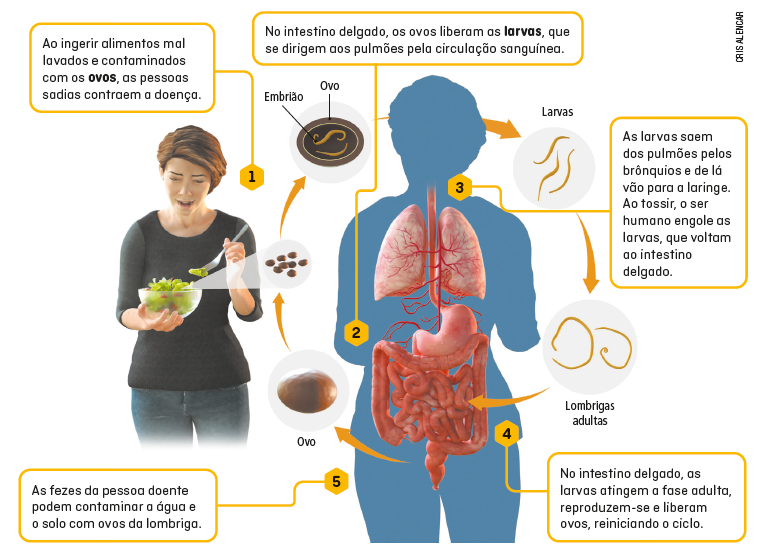 Ao ingerir alimentos mal
lavados e contaminados
com os ovos, as pessoas
sadias contraem a doença.
No intestino delgado, os ovos liberam as larvas, que
se dirigem aos pulmões pela circulação sanguínea.
CRIS ALENCAR
Ovo
Embrião
Larvas
1
3
As larvas saem
dos pulmões pelos
brônquios e de lá
vão para a laringe.
Ao tossir, o ser
humano engole as
larvas, que voltam
ao intestino
delgado.
2
Lombrigas
adultas
Ovo
4
5
No intestino delgado, as
larvas atingem a fase adulta,
reproduzem-se e liberam
ovos, reiniciando o ciclo.
As fezes da pessoa doente
podem contaminar a água e
o solo com ovos da lombriga.